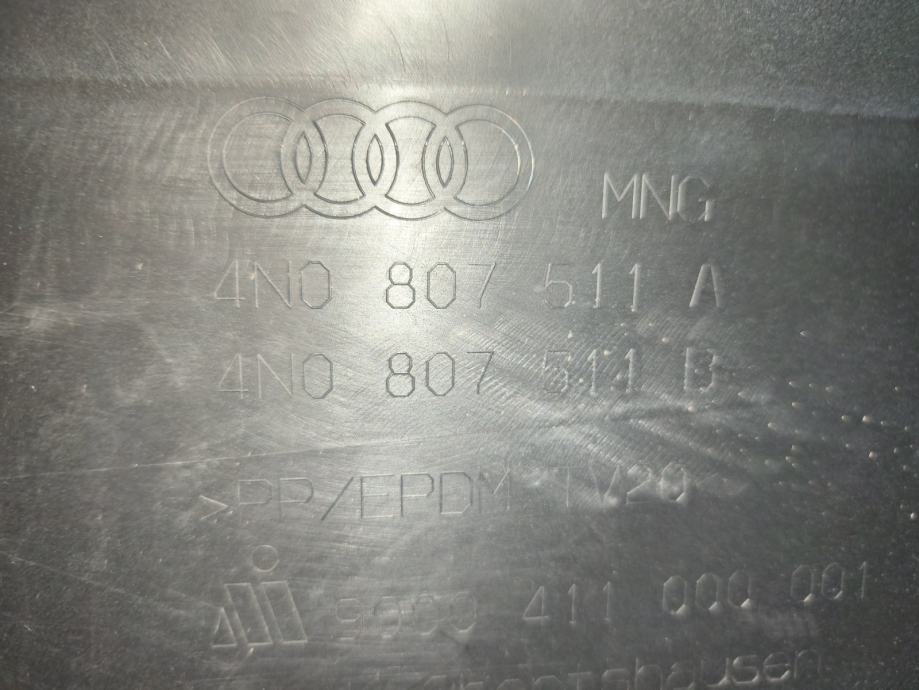 MNG
4N0 807 511 A
4N0 807 511 B
>PP/EPDM TV20
9000 411 000 001